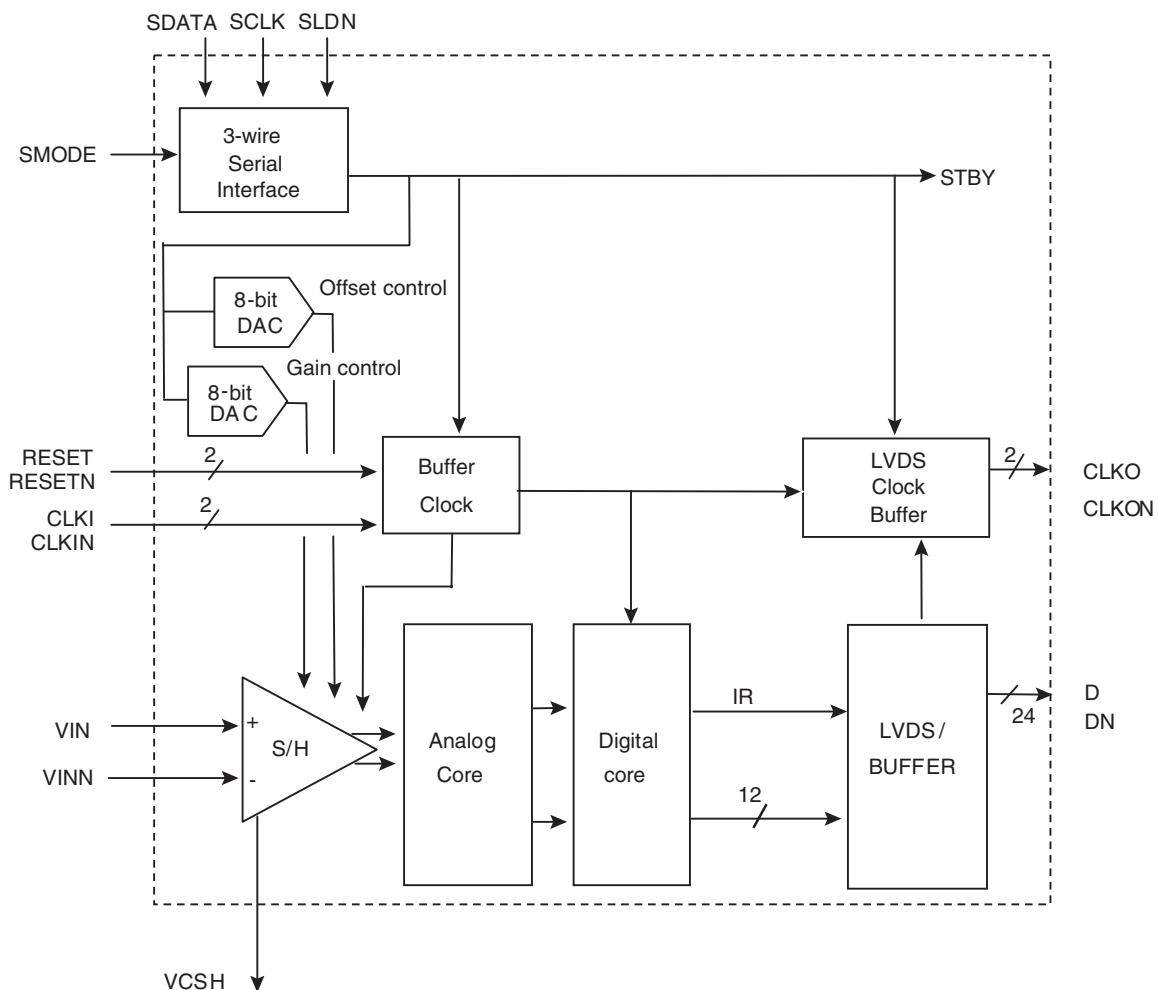 SDATA SCLK SLDN
SMODE
3-wire
Serial
Interface
STBY
8-bit
DAC
Offset control
Gain control
8-bit
DAC
RESET
RESETN
2
CLKI
CLKIN
2
Buffer
Clock
LVDS
Clock
Buffer
2
CLKO
CLKON
VIN
VINN
+
-
S/H
Analog
Core
Digital
core
IR
12
LVDS/
BUFFER
24
D
DN
VCSH